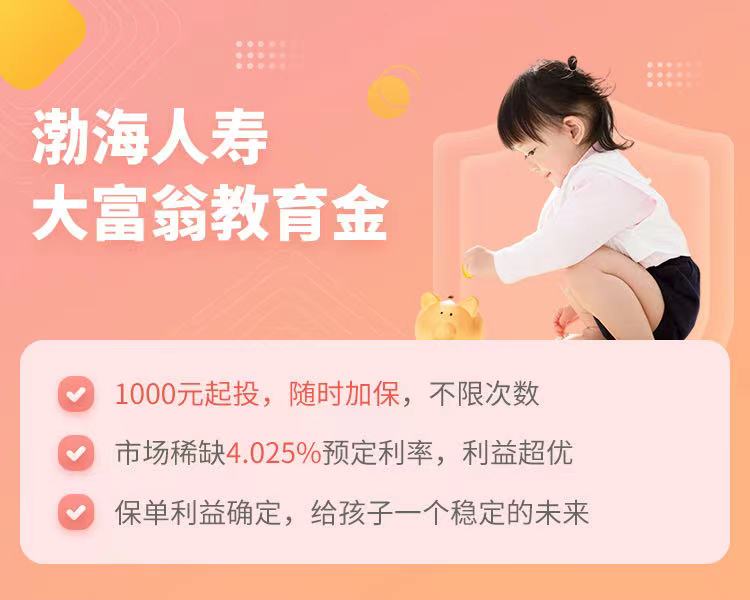 渤海人寿
大富翁教育金
1000元起投，随时加保，不限次数
市场稀缺4.025%预定利率，利益超优
保单利益确定，给孩子一个稳定的未来